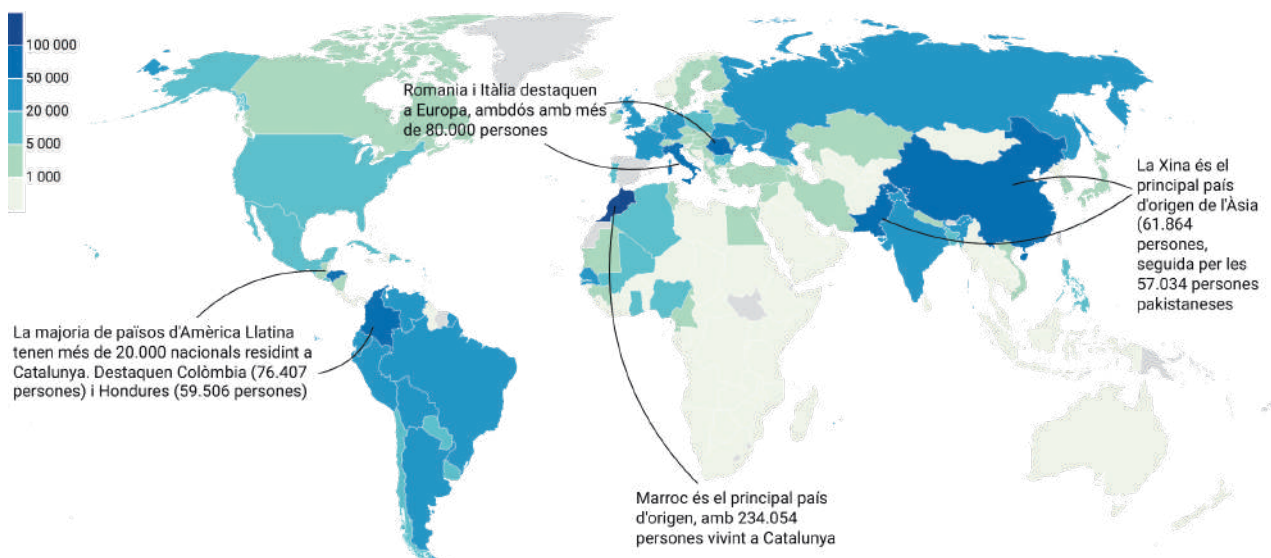 100 000
50 000
20 000
5 000
1 000
Romania i Itàlia destaquen
a Europa, ambdós amb més
de 80.000 persones
La Xina és el
principal país
d'origen de l'Àsia
(61.864
persones,
seguida per les
57.034 persones
pakistaneses
La majoria de països d'Amèrica Llatina
tenen més de 20.000 nacionals residint a
Catalunya. Destaquen Colòmbia (76.407
persones) i Hondures (59.506 persones)
Marroc és el principal país
d'origen, amb 234.054
persones vivint a Catalunya